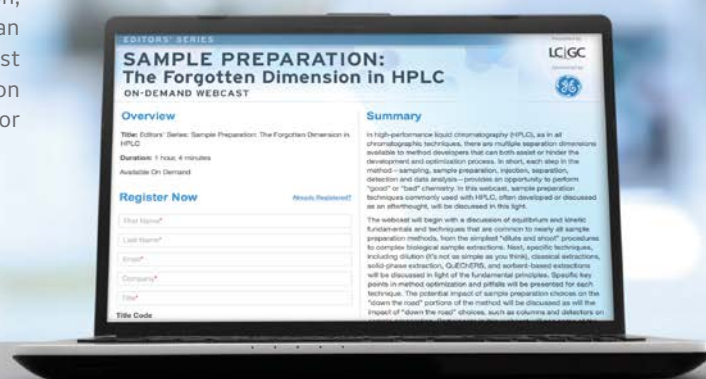 an
st
on
or
EDITORS' SERIES
SAMPLE PREPARATION:
The Forgotten Dimension in HPLC
ON-DEMAND WEBCAST
LC|GC
Overview
Title: Editors' Series: Sample Preparation: The Forgotten Dimension in
HPLC
Duration: 1 hour, 4 minutes
Available On Demand
Register Now
Already Registered?
First Name*
Last Name*
Email*
Company*
Title*
Title Code
Summary
In high-performance liquid chromatography (HPLC), as in all
chromatographic techniques, there are multiple separation dimensions
available to method developers that can both assist or hinder the
development and optimization process. In short, each step in the
method—sampling, sample preparation, injection, separation,
detection and data analysis—provides an opportunity to perform
"good" or "bad" chemistry. In this webcast, sample preparation
techniques commonly used with HPLC, often developed or discussed
as an afterthought, will be discussed in this light.
The webcast will begin with a discussion of equilibrium and kinetic
fundamentals and techniques that are common to nearly all sample
preparation methods, from the simplest "dilute and shoot" procedures
to complex biological sample extractions. Next, specific techniques,
including dilution (it's not as simple as you think), classical extractions,
solid-phase extraction, QuEChERS, and sorbent-based extractions
will be discussed in light of the fundamental principles. Specific key
points in method optimization and pitfalls will be presented for each
technique. The potential impact of sample preparation choices on the
"down the road" portions of the method will be discussed as will the
impact of "down the road" choices, such as columns and detectors on